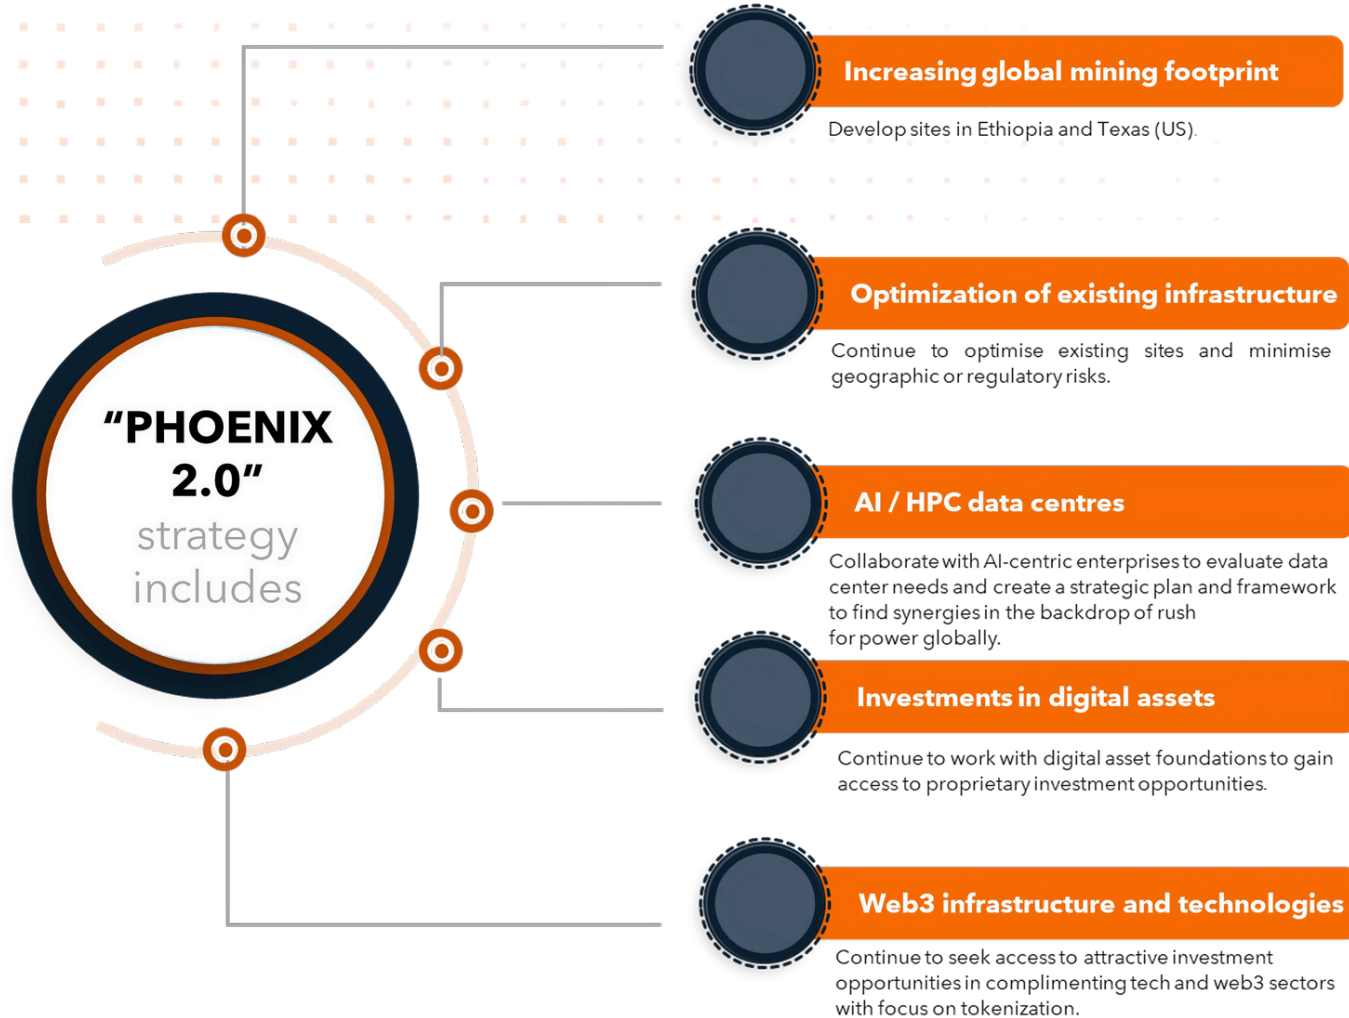 “PHOENIX
2.0”
strategy
includes
Increasing global mining footprint
Develop sites in Ethiopia and Texas (US).
Optimization of existing infrastructure
Continue to optimise existing sites and minimise
geographic or regulatory risks.
AI / HPC data centres
Collaborate with AI-centric enterprises to evaluate data
center needs and create a strategic plan and framework
to find synergies in the backdrop of rush
for power globally.
Investments in digital assets
Continue to work with digital asset foundations to gain
access to proprietary investment opportunities.
Web3 infrastructure and technologies
Continue to seek access to attractive investment
opportunities in complimenting tech and web3 sectors
with focus on tokenization.